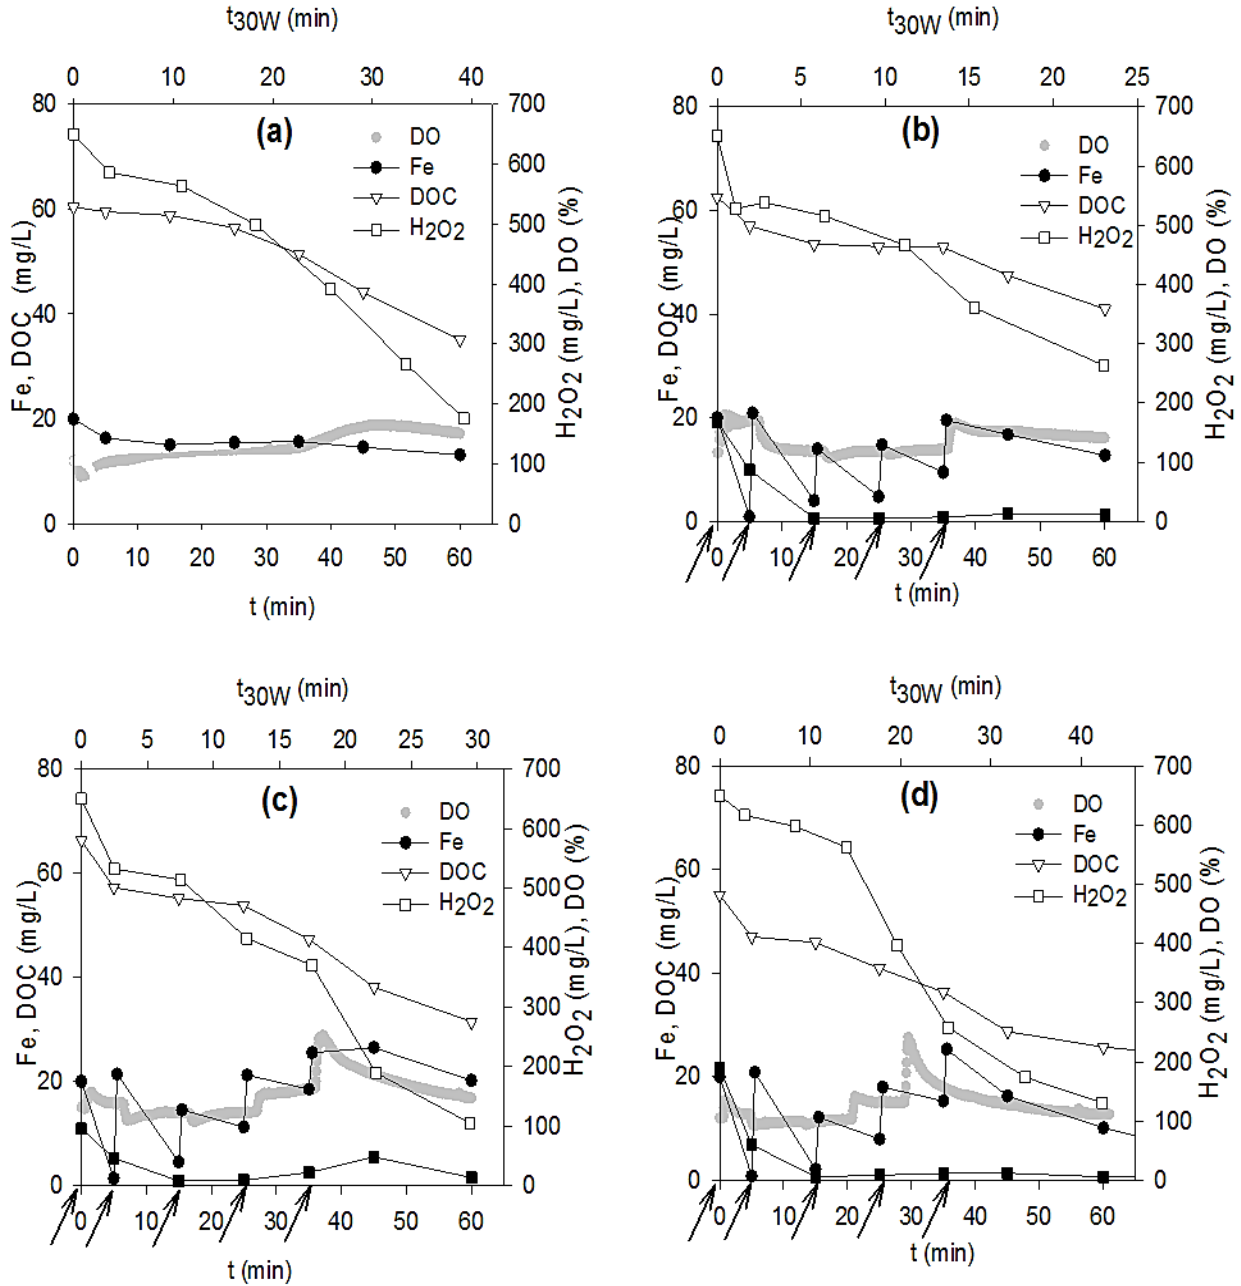 t30W (min)
0 10 20 30 40
80 700
(a)
DO
Fe
DOC
H2O2
600
60 500
400
40
300
20 200
100
0 0
0 10 20 30 40 50 60
t (min)
Fe, DOC (mg/L)
H2O2 (mg/L), DO (%)
t30W (min)
0 5 10 15 20 25
80 700
(b)
DO
Fe
DOC
H2O2
600
60 500
400
40
300
20 200
100
0 0
0 10 20 30 40 50 60
t (min)
Fe, DOC (mg/L)
H2O2 (mg/L), DO (%)
t30W (min)
0 5 10 15 20 25 30
80 700
(c)
DO
Fe
DOC
H2O2
600
60 500
400
40
300
20 200
100
0 0
0 10 20 30 40 50 60
t (min)
Fe, DOC (mg/L)
H2O2 (mg/L), DO (%)
t30W (min)
0 10 20 30 40
80 700
(d)
DO
Fe
DOC
H2O2
600
60 500
400
40
300
20 200
100
0 0
0 10 20 30 40 50 60
t (min)
Fe, DOC (mg/L)
H2O2 (mg/L), DO (%)